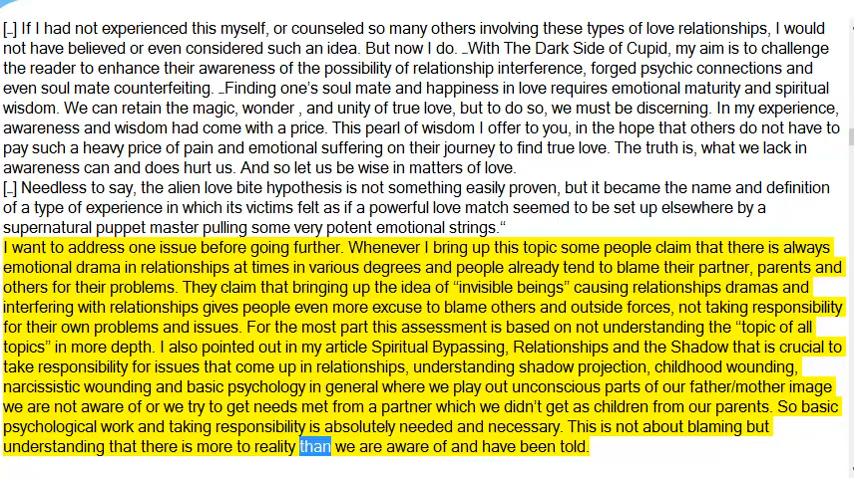 [_] If I had not experienced this myself, or counseled so many others involving these types of love relationships, I would
not have believed or even considered such an idea. But now I do. _With The Dark Side of Cupid, my aim is to challenge
the reader to enhance their awareness of the possibility of relationship interference, forged psychic connections and
even soul mate counterfeiting. _Finding one's soul mate and happiness in love requires emotional maturity and spiritual
wisdom. We can retain the magic, wonder , and unity of true love, but to do so, we must be discerning. In my experience,
awareness and wisdom had come with a price. This pearl of wisdom I offer to you, in the hope that others do not have to
pay such a heavy price of pain and emotional suffering on their journey to find true love. The truth is, what we lack in
awareness can and does hurt us. And so let us be wise in matters of love.
[_] Needless to say, the alien love bite hypothesis is not something easily proven, but it became the name and definition
of a type of experience in which its victims felt as if a powerful love match seemed to be set up elsewhere by a
supernatural puppet master pulling some very potent emotional strings.“
I want to address one issue before going further. Whenever I bring up this topic some people claim that there is always
emotional drama in relationships at times in various degrees and people already tend to blame their partner, parents and
others for their problems. They claim that bringing up the idea of “invisible beings” causing relationships dramas and
interfering with relationships gives people even more excuse to blame others and outside forces, not taking responsibility
for their own problems and issues. For the most part this assessment is based on not understanding the “topic of all
topics” in more depth. I also pointed out in my article Spiritual Bypassing, Relationships and the Shadow that is crucial to
take responsibility for issues that come up in relationships, understanding shadow projection, childhood wounding,
narcissistic wounding and basic psychology in general where we play out unconscious parts of our father/mother image
we are not aware of or we try to get needs met from a partner which we didn't get as children from our parents. So basic
psychological work and taking responsibility is absolutely needed and necessary. This is not about blaming but
understanding that there is more to reality than we are aware of and have been told.